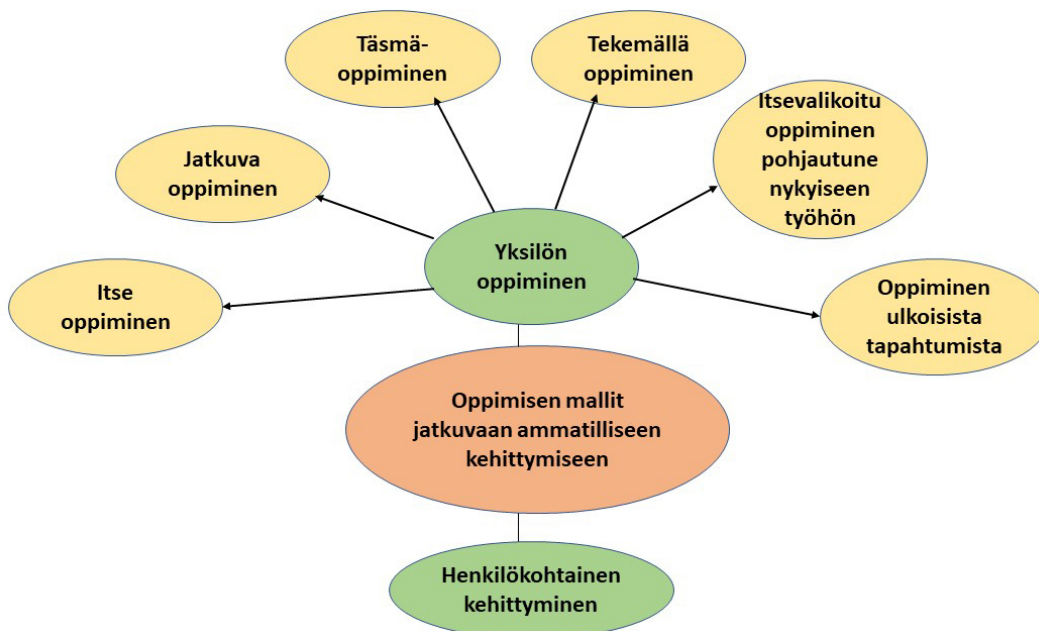 Täsmä-
oppiminen
Tekemällä
oppiminen
Itsevalikoitu
oppiminen
pohjautune
nykyiseen
työhön
Jatkuva
oppiminen
Yksilön
oppiminen
Itse
oppiminen
Oppiminen
ulkoisista
tapahtumista
Oppimisen mallit
jatkuvaan ammatilliseen
kehittymiseen
Henkilökohtainen
kehittyminen